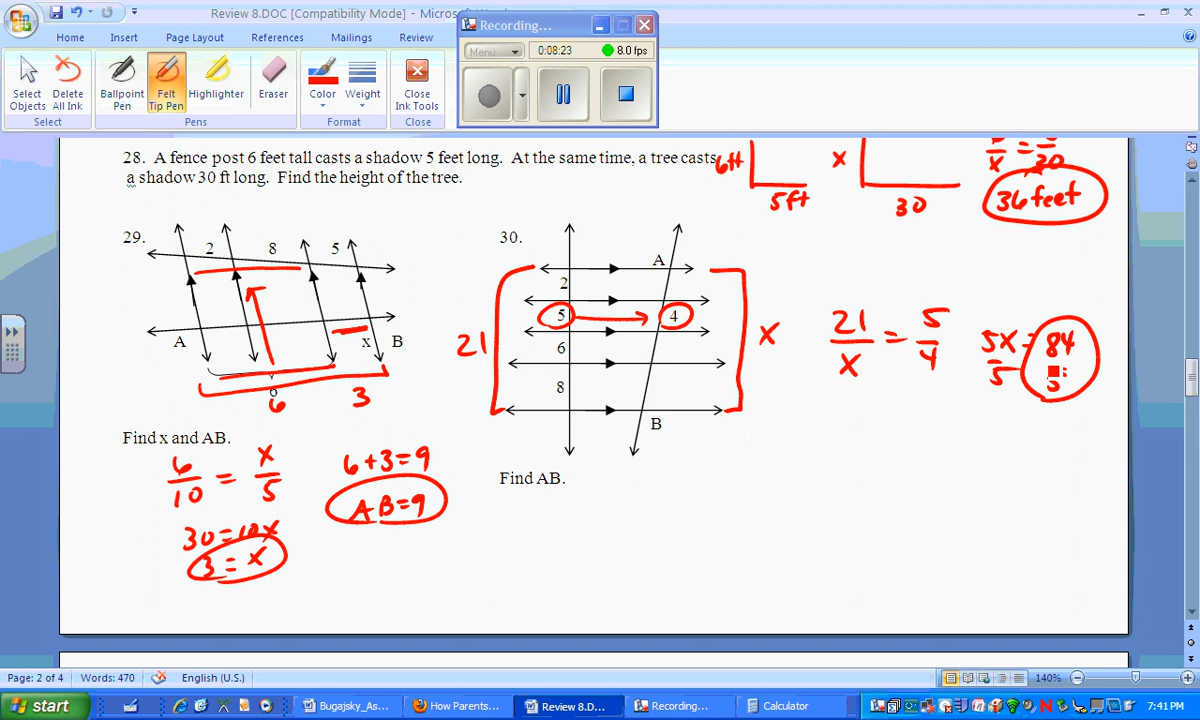 Review 8.DOC [Compatibility Mode] - Microsoft
Recording...
Menu
0:08:23
8.0 fps
Home Insert Page Layout References Mailings Review
Select Objects
Delete All Ink
Ballpoint Pen
Felt Tip Pen
Highlighter
Eraser
Color
Weight
Close Ink Tools
Select Pens Format Close
28. A fence post 6 feet tall casts a shadow 5 feet long. At the same time, a tree casts
a shadow 30 ft long. Find the height of the tree.
6ft
5ft
x
30
x = 30
36 feet
29.
2 8 5
A x B
6
6 3
Find x and AB.
6/10 = x/5
30=10x
3 = x
6+3=9
AB=9
30.
A
2
5 4
6
8
B
21
x
21/x = 5/4
5x = 84
5 5
Find AB.
Page: 2 of 4 Words: 470 English (U.S.) 140%
start
Bugajsky_As...
How Parents...
Review 8.D...
Recording...
Calculator
7:41 PM